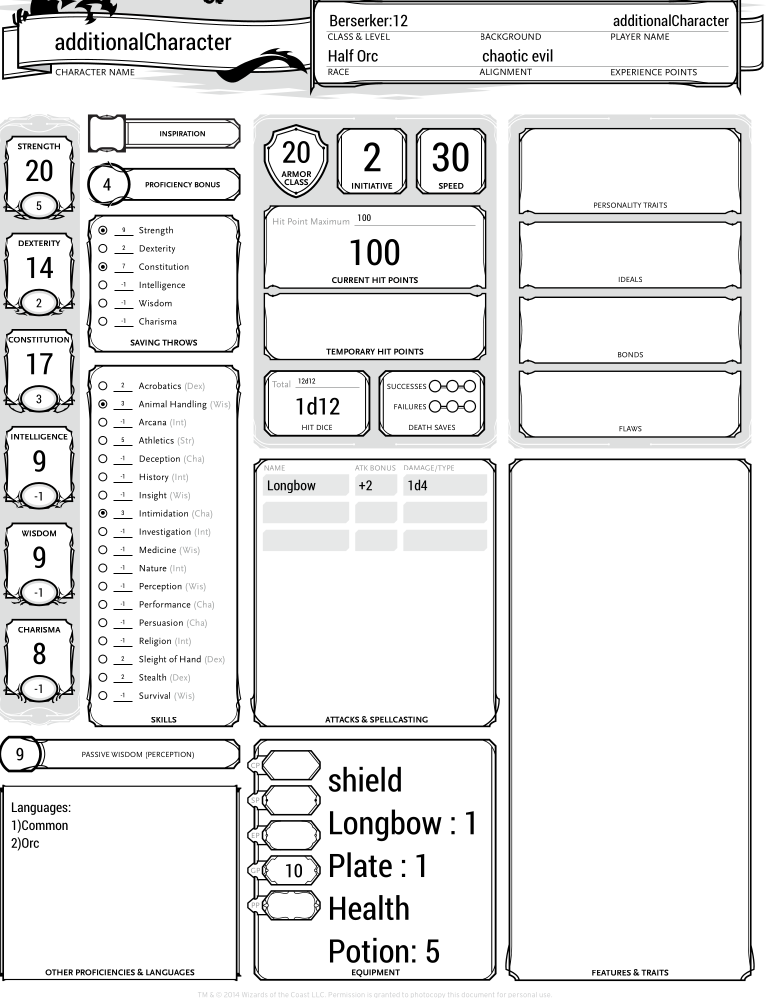 additionalCharacter
CHARACTER NAME
Berserker:12
additionalCharacter
CLASS & LEVEL
BACKGROUND
PLAYER NAME
Half Orc
chaotic evil
RACE
ALIGNMENT
EXPERIENCE POINTS
STRENGTH
20
5
DEXTERITY
14
2
CONSTITUTION
17
3
INTELLIGENCE
9
-1
WISDOM
9
-1
CHARISMA
8
-1
INSPIRATION
4 PROFICIENCY BONUS
9 Strength
2 Dexterity
7 Constitution
-1 Intelligence
-1 Wisdom
-1 Charisma
SAVING THROWS
2 Acrobatics (Dex)
3 Animal Handling (Wis)
-1 Arcana (Int)
5 Athletics (Str)
-1 Deception (Cha)
-1 History (Int)
-1 Insight (Wis)
3 Intimidation (Cha)
-1 Investigation (Int)
-1 Medicine (Wis)
-1 Nature (Int)
-1 Perception (Wis)
-1 Performance (Cha)
-1 Persuasion (Cha)
-1 Religion (Int)
2 Sleight of Hand (Dex)
2 Stealth (Dex)
-1 Survival (Wis)
SKILLS
9 PASSIVE WISDOM (PERCEPTION)
Languages:
1)Common
2)Orc
OTHER PROFICIENCIES & LANGUAGES
20
ARMOR
CLASS
2
INITIATIVE
30
SPEED
Hit Point Maximum 100
100
CURRENT HIT POINTS
TEMPORARY HIT POINTS
Total 12d12
1d12
HIT DICE
SUCCESSES
FAILURES
DEATH SAVES
NAME ATK BONUS DAMAGE/TYPE
Longbow +2 1d4
ATTACKS & SPELLCASTING
CP
SP
EP
GP 10
PP
shield
Longbow : 1
Plate : 1
Health
Potion: 5
EQUIPMENT
PERSONALITY TRAITS
IDEALS
BONDS
FLAWS
FEATURES & TRAITS
TM & © 2014 Wizards of the Coast LLC. Permission is granted to photocopy this document for personal use.